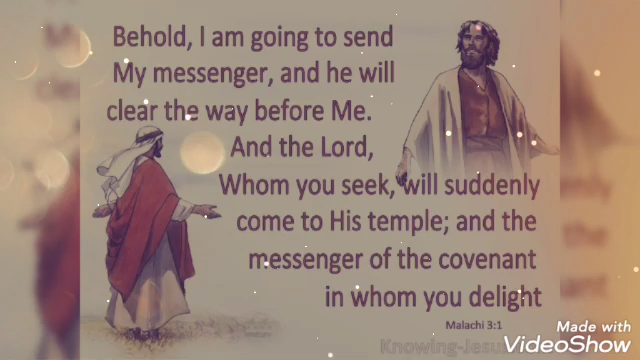 Behold, I am going to send
My messenger, and he will
clear the way before Me.
And the Lord,
Whom you seek, will suddenly
come to His temple; and the
messenger of the covenant
in whom you delight
Malachi 3:1
Made with
VideoShow